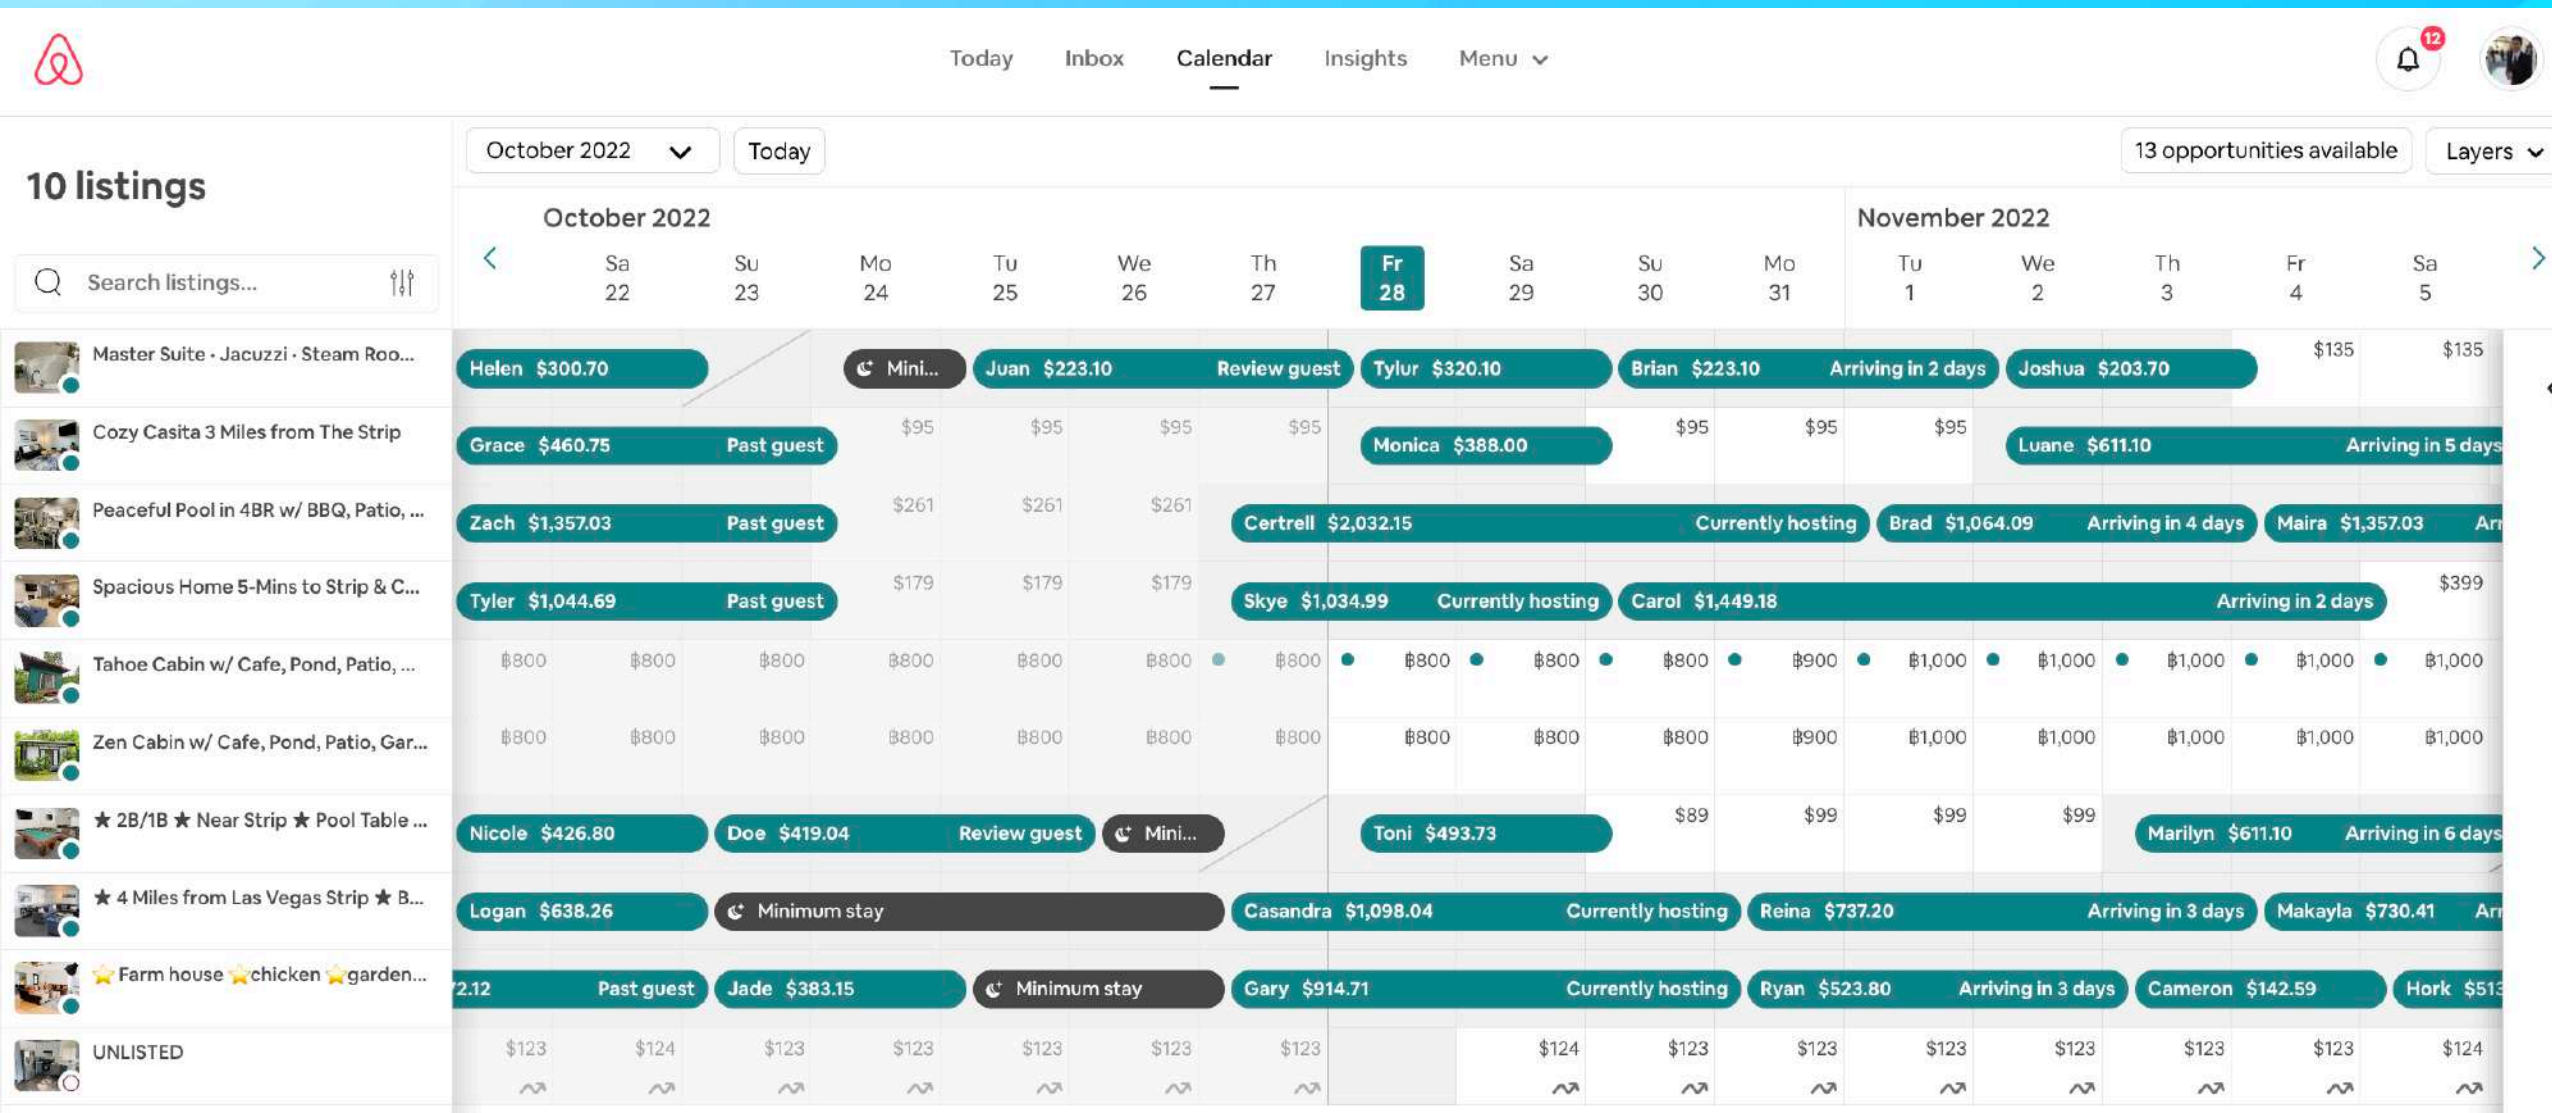 Today Inbox Calendar Insights Menu
12
10 listings
October 2022 Today
13 opportunities available Layers
October 2022 November 2022
Sa Su Mo Tu We Th Fr Sa Su Mo Tu We Th Fr Sa
22 23 24 25 26 27 28 29 30 31 1 2 3 4 5
Search listings...
Master Suite · Jacuzzi · Steam Roo...
Helen $300.70 Mini... Juan $223.10 Review guest Tylur $320.10 Brian $223.10 Arriving in 2 days Joshua $203.70 $135 $135
Cozy Casita 3 Miles from The Strip
Grace $460.75 Past guest $95 $95 $95 $95 Monica $388.00 $95 $95 $95 Luane $611.10 Arriving in 5 days
Peaceful Pool in 4BR w/ BBQ, Patio, ...
Zach $1,357.03 Past guest $261 $261 $261 Certrell $2,032.15 Currently hosting Brad $1,064.09 Arriving in 4 days Maira $1,357.03 Arr
Spacious Home 5-Mins to Strip & C...
Tyler $1,044.69 Past guest $179 $179 $179 Skye $1,034.99 Currently hosting Carol $1,449.18 Arriving in 2 days $399
Tahoe Cabin w/ Cafe, Pond, Patio, ...
฿800 ฿800 ฿800 ฿800 ฿800 ฿800 ฿800 ฿800 ฿800 ฿800 ฿900 ฿1,000 ฿1,000 ฿1,000 ฿1,000 ฿1,000
Zen Cabin w/ Cafe, Pond, Patio, Gar...
฿800 ฿800 ฿800 ฿800 ฿800 ฿800 ฿800 ฿800 ฿800 ฿800 ฿900 ฿1,000 ฿1,000 ฿1,000 ฿1,000 ฿1,000
★ 2B/1B ★ Near Strip ★ Pool Table ...
Nicole $426.80 Doe $419.04 Review guest Mini... Toni $493.73 $89 $99 $99 $99 Marilyn $611.10 Arriving in 6 days
★ 4 Miles from Las Vegas Strip ★ B...
Logan $638.26 Minimum stay Casandra $1,098.04 Currently hosting Reina $737.20 Arriving in 3 days Makayla $730.41 Arr
⭐Farm house ⭐chicken ⭐garden...
72.12 Past guest Jade $383.15 Minimum stay Gary $914.71 Currently hosting Ryan $523.80 Arriving in 3 days Cameron $142.59 Hork $513
UNLISTED
$123 $124 $123 $123 $123 $123 $123 $124 $123 $123 $123 $123 $123 $123 $124